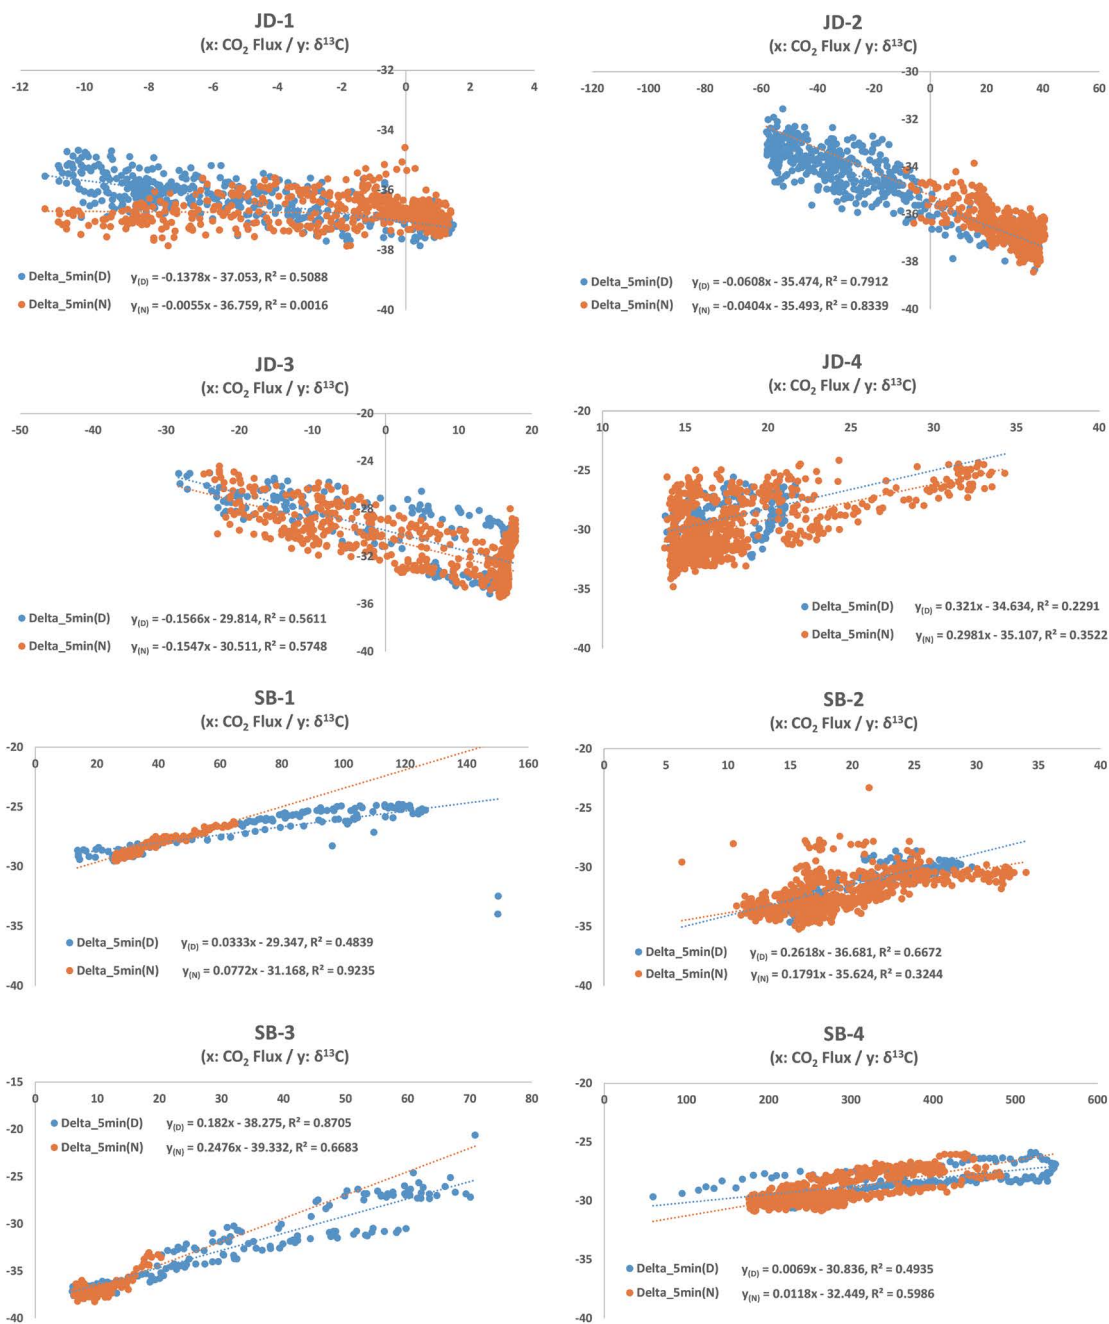 JD-1
(x: CO₂ Flux / y: δ¹³C)
-32
-12 -10 -8 -6 -4 -2 0 2 4
-34
-36
-38
-40
Delta_5min(D) y(D) = -0.1378x - 37.053, R² = 0.5088
Delta_5min(N) y(N) = -0.0055x - 36.759, R² = 0.0016
JD-2
(x: CO₂ Flux / y: δ¹³C)
-30
-120 -100 -80 -60 -40 -20 0 20 40 60
-32
-34
-36
-38
-40
Delta_5min(D) y(D) = -0.0608x - 35.474, R² = 0.7912
Delta_5min(N) y(N) = -0.0404x - 35.493, R² = 0.8339
JD-3
(x: CO₂ Flux / y: δ¹³C)
-20
-50 -40 -30 -20 -10 0 10 20
-24
-28
-32
-36
-40
Delta_5min(D) y(D) = -0.1566x - 29.814, R² = 0.5611
Delta_5min(N) y(N) = -0.1547x - 30.511, R² = 0.5748
JD-4
(x: CO₂ Flux / y: δ¹³C)
-20
10 15 20 25 30 35 40
-25
-30
-35
-40
Delta_5min(D) y(D) = 0.321x - 34.634, R² = 0.2291
Delta_5min(N) y(N) = 0.2981x - 35.107, R² = 0.3522
SB-1
(x: CO₂ Flux / y: δ¹³C)
-20
0 20 40 60 80 100 120 140 160
-25
-30
-35
-40
Delta_5min(D) y(D) = 0.0333x - 29.347, R² = 0.4839
Delta_5min(N) y(N) = 0.0772x - 31.168, R² = 0.9235
SB-2
(x: CO₂ Flux / y: δ¹³C)
-20
0 5 10 15 20 25 30 35 40
-25
-30
-35
-40
Delta_5min(D) y(D) = 0.2618x - 36.681, R² = 0.6672
Delta_5min(N) y(N) = 0.1791x - 35.624, R² = 0.3244
SB-3
(x: CO₂ Flux / y: δ¹³C)
-15
0 10 20 30 40 50 60 70 80
Delta_5min(D) y(D) = 0.182x - 38.275, R² = 0.8705
-20
Delta_5min(N) y(N) = 0.2476x - 39.332, R² = 0.6683
-25
-30
-35
-40
SB-4
(x: CO₂ Flux / y: δ¹³C)
-20
0 100 200 300 400 500 600
-25
-30
-35
Delta_5min(D) y(D) = 0.0069x - 30.836, R² = 0.4935
Delta_5min(N) y(N) = 0.0118x - 32.449, R² = 0.5986
-40